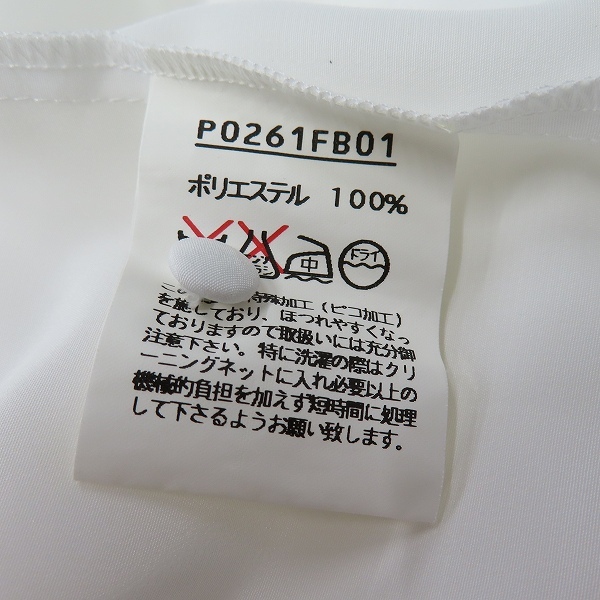 P0261FB01
ポリエステル 100%
中 ドライ
殊加工(ピコ加工)
を施しており、ほつれやすくなっ
ておりますので取扱いには充分御
注意下さい。特に洗濯の際はクリ
ーニングネットに入れ必要以上の
機械的負担を加えず短時間に処理
して下さるようお願い致します。